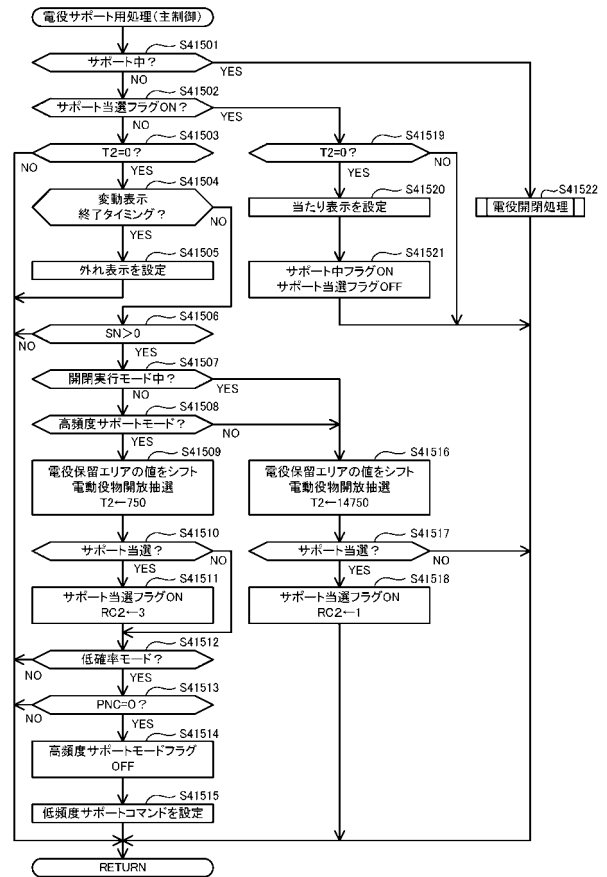 電役サポート用処理(主制御)
S41501
サポート中？
YES
NO
S41502
サポート当選フラグON？
YES
NO
S41503
T2=0？
NO
YES
S41504
変動表示
終了タイミング？
NO
YES
S41505
外れ表示を設定
S41506
SN＞0
NO
YES
S41507
開閉実行モード中？
YES
NO
S41508
高頻度サポートモード？
NO
YES
S41509
電役保留エリアの値をシフト
電動役物開放抽選
T2←750
S41510
サポート当選？
NO
YES
S41511
サポート当選フラグON
RC2←3
S41512
低確率モード？
NO
YES
S41513
PNC=0？
NO
YES
S41514
高頻度サポートモードフラグ
OFF
S41515
低頻度サポートコマンドを設定
RETURN
S41519
T2=0？
NO
YES
S41520
当たり表示を設定
S41521
サポート中フラグON
サポート当選フラグOFF
S41522
電役開閉処理
S41516
電役保留エリアの値をシフト
電動役物開放抽選
T2←14750
S41517
サポート当選？
NO
YES
S41518
サポート当選フラグON
RC2←1